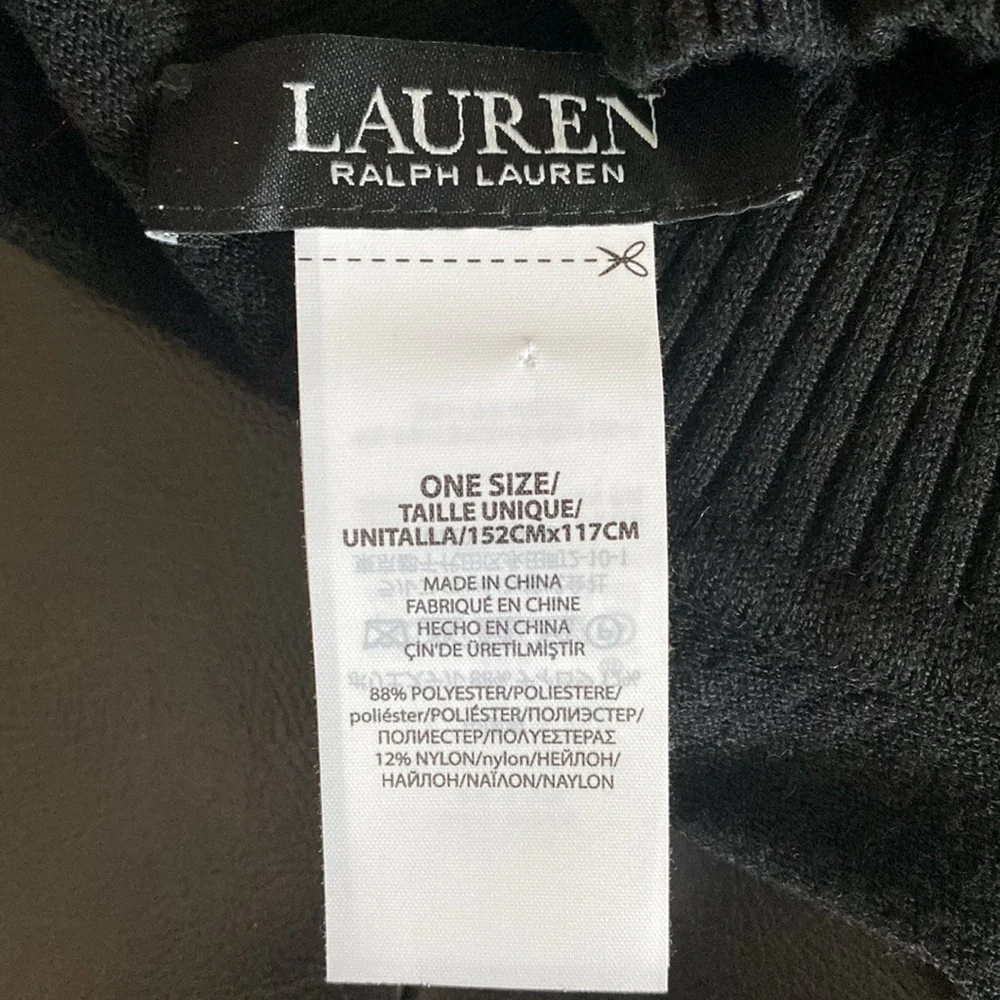 LAUREN
RALPH LAUREN
ONE SIZE/
TAILLE UNIQUE/
UNITALLA/152CMx117CM
MADE IN CHINA
FABRIQUÉ EN CHINE
HECHO EN CHINA
ÇİN'DE ÜRETİLMİŞTİR
88% POLYESTER/POLIESTERE/
poliéster/POLIÉSTER/ПОЛИЭСТЕР/
ПОЛИЕСТЕР/ΠΟΛΥΕΣΤΕΡΑΣ
12% NYLON/nylon/НЕЙЛОН/
НАЙЛОН/ΝΑΪΛΟΝ/NAYLON